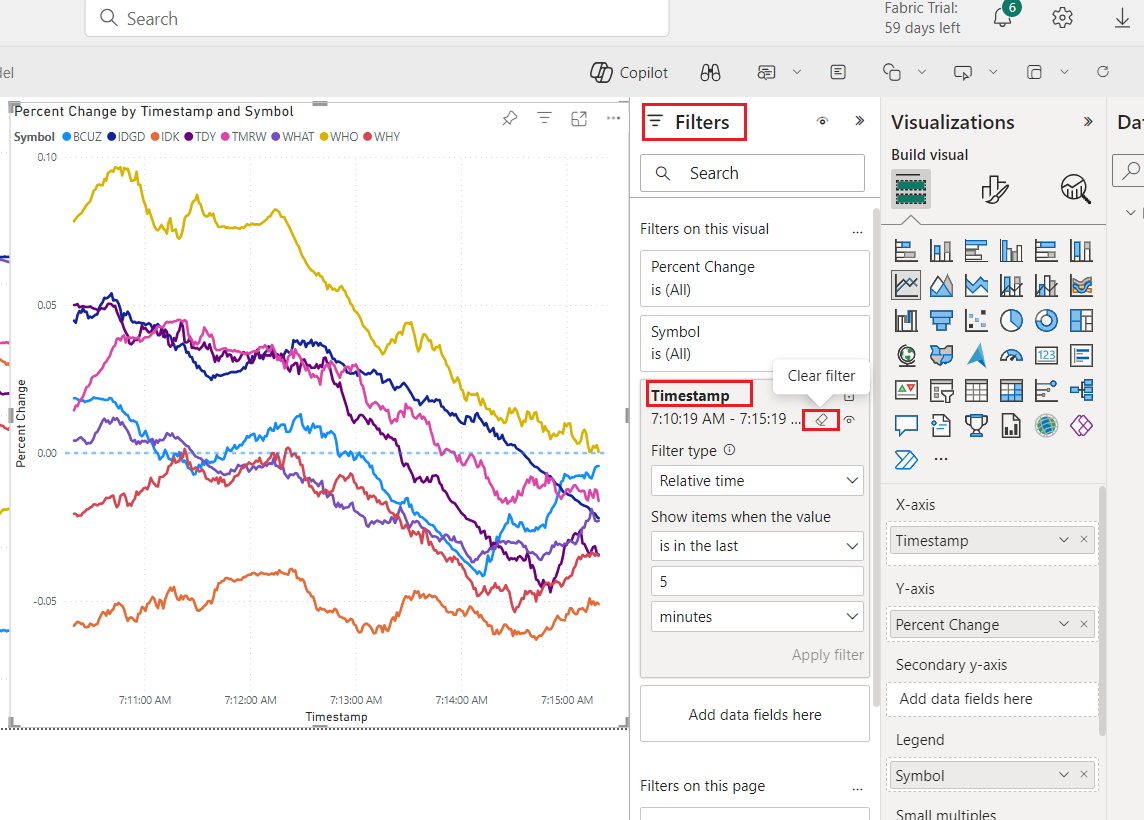 Search
Fabric Trial:
59 days left
6
del
Copilot
Percent Change by Timestamp and Symbol
Symbol BCUZ IDGD IDK TDY TMRW WHAT WHO WHY
0.10
0.05
0.00
-0.05
Percent Change
7:11:00 AM 7:12:00 AM 7:13:00 AM 7:14:00 AM 7:15:00 AM
Timestamp
Filters
Search
Filters on this visual ...
Percent Change
is (All)
Symbol
is (All)
Clear filter
Timestamp
7:10:19 AM - 7:15:19 ...
Filter type
Relative time
Show items when the value
is in the last
5
minutes
Apply filter
Add data fields here
Filters on this page ...
Visualizations
Build visual
123
...
X-axis
Timestamp
Y-axis
Percent Change
Secondary y-axis
Add data fields here
Legend
Symbol
Small multiples
Dat